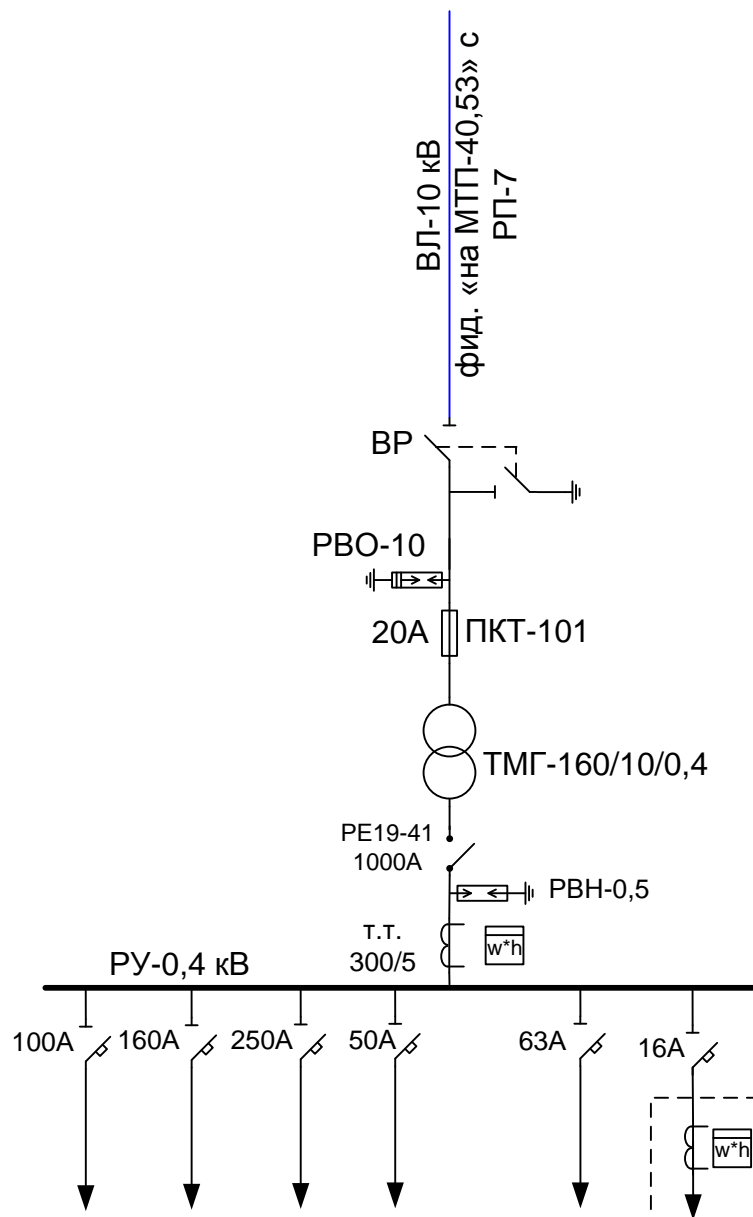 ВЛ-10 кВ
фид. «на МТП-40,53» с
РП-7
ВР
РВО-10
20А ПКТ-101
ТМГ-160/10/0,4
РЕ19-41
1000А
РВН-0,5
т.т.
300/5
w*h
РУ-0,4 кВ
100А 160А 250А 50А 63А 16А
w*h